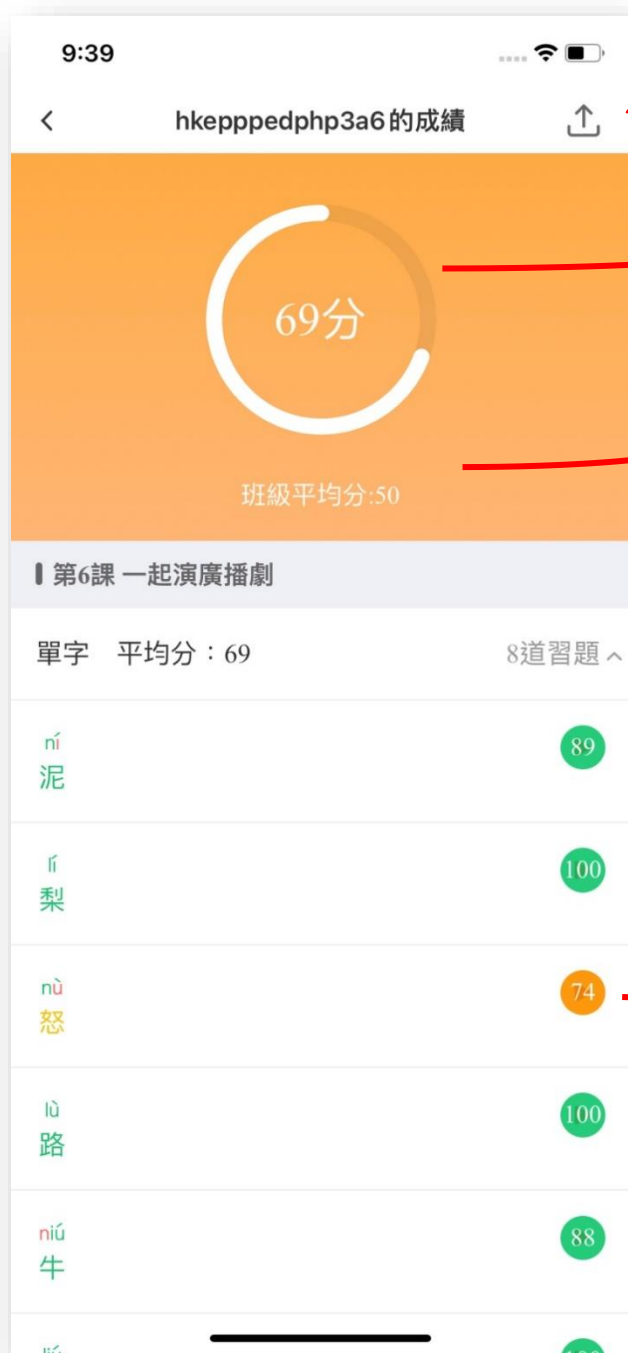 9:39
hkepppedphp3a6的成績
69分
班級平均分:50
第6課 一起演廣播劇
單字 平均分：69 8道習題
ní
泥 89
lí
梨 100
nù
怒 74
lù
路 100
niú
牛 88